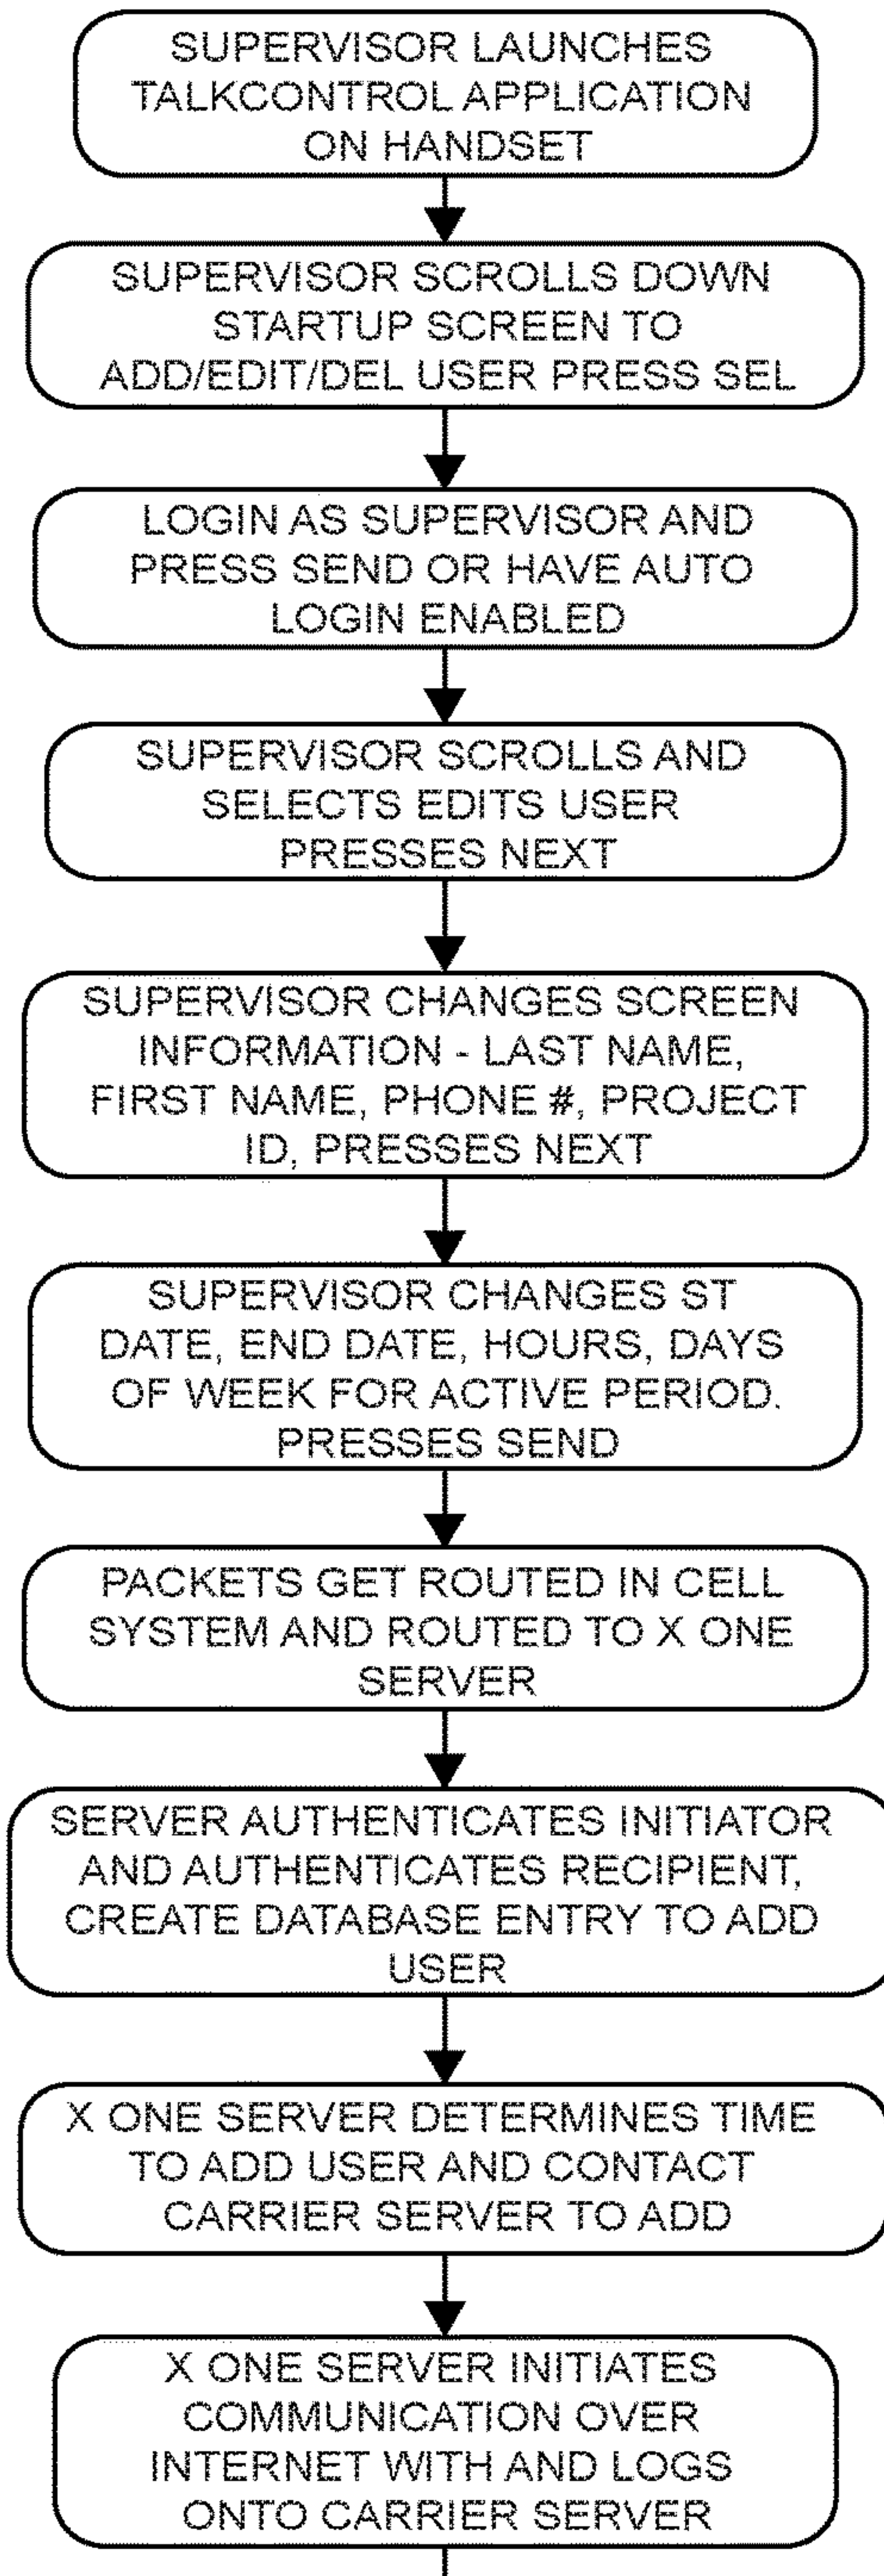 SUPERVISOR LAUNCHES
TALKCONTROL APPLICATION
ON HANDSET
SUPERVISOR SCROLLS DOWN
STARTUP SCREEN TO
ADD/EDIT/DEL USER PRESS SEL
LOGIN AS SUPERVISOR AND
PRESS SEND OR HAVE AUTO
LOGIN ENABLED
SUPERVISOR SCROLLS AND
SELECTS EDITS USER
PRESSES NEXT
SUPERVISOR CHANGES SCREEN
INFORMATION - LAST NAME,
FIRST NAME, PHONE #, PROJECT
ID, PRESSES NEXT
SUPERVISOR CHANGES ST
DATE, END DATE, HOURS, DAYS
OF WEEK FOR ACTIVE PERIOD.
PRESSES SEND
PACKETS GET ROUTED IN CELL
SYSTEM AND ROUTED TO X ONE
SERVER
SERVER AUTHENTICATES INITIATOR
AND AUTHENTICATES RECIPIENT,
CREATE DATABASE ENTRY TO ADD
USER
X ONE SERVER DETERMINES TIME
TO ADD USER AND CONTACT
CARRIER SERVER TO ADD
X ONE SERVER INITIATES
COMMUNICATION OVER
INTERNET WITH AND LOGS
ONTO CARRIER SERVER